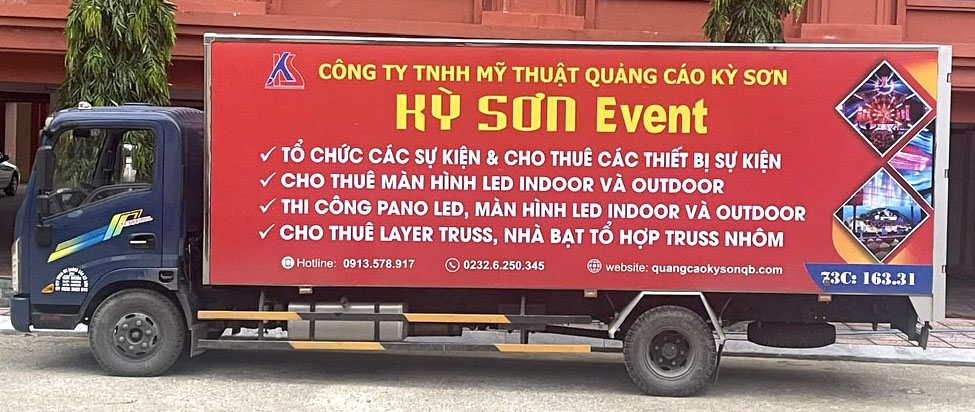 KS
CÔNG TY TNHH MỸ THUẬT QUẢNG CÁO KỲ SƠN
KỲ SƠN Event
✓ TỔ CHỨC CÁC SỰ KIỆN & CHO THUÊ CÁC THIẾT BỊ SỰ KIỆN
✓ CHO THUÊ MÀN HÌNH LED INDOOR VÀ OUTDOOR
✓ THI CÔNG PANO LED, MÀN HÌNH LED INDOOR VÀ OUTDOOR
✓ CHO THUÊ LAYER TRUSS, NHÀ BẠT TỔ HỢP TRUSS NHÔM
Hotline: 0913.578.917 0232.6.250.345 website: quangcaokysonqb.com
73C: 163.31